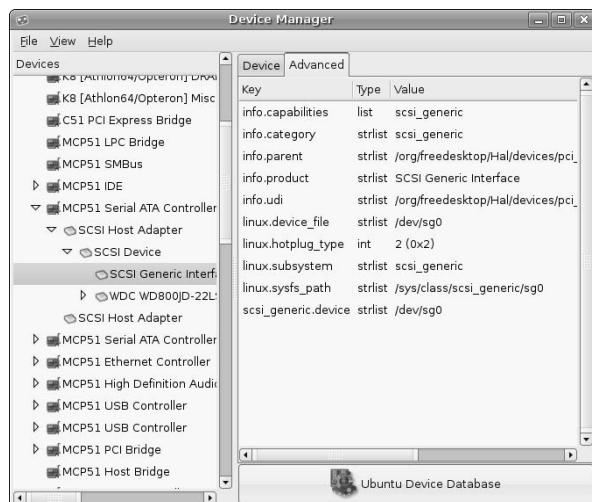 Device Manager
File View Help
Devices
K8 [Athlon64/Opteron] DRA
K8 [Athlon64/Opteron] Misc
C51 PCI Express Bridge
MCP51 LPC Bridge
MCP51 SMBus
MCP51 IDE
MCP51 Serial ATA Controller
SCSI Host Adapter
SCSI Device
SCSI Generic Interf
WDC WD800JD-22L
SCSI Host Adapter
MCP51 Serial ATA Controller
MCP51 Ethernet Controller
MCP51 High Definition Audi
MCP51 USB Controller
MCP51 USB Controller
MCP51 PCI Bridge
MCP51 Host Bridge
Device Advanced
Key Type Value
info.capabilities list scsi_generic
info.category strlist scsi_generic
info.parent strlist /org/freedesktop/Hal/devices/pci_
info.product strlist SCSI Generic Interface
info.udi strlist /org/freedesktop/Hal/devices/pci_
linux.device_file strlist /dev/sg0
linux.hotplug_type int 2 (0x2)
linux.subsystem strlist scsi_generic
linux.sysfs_path strlist /sys/class/scsi_generic/sg0
scsi_generic.device strlist /dev/sg0
Ubuntu Device Database